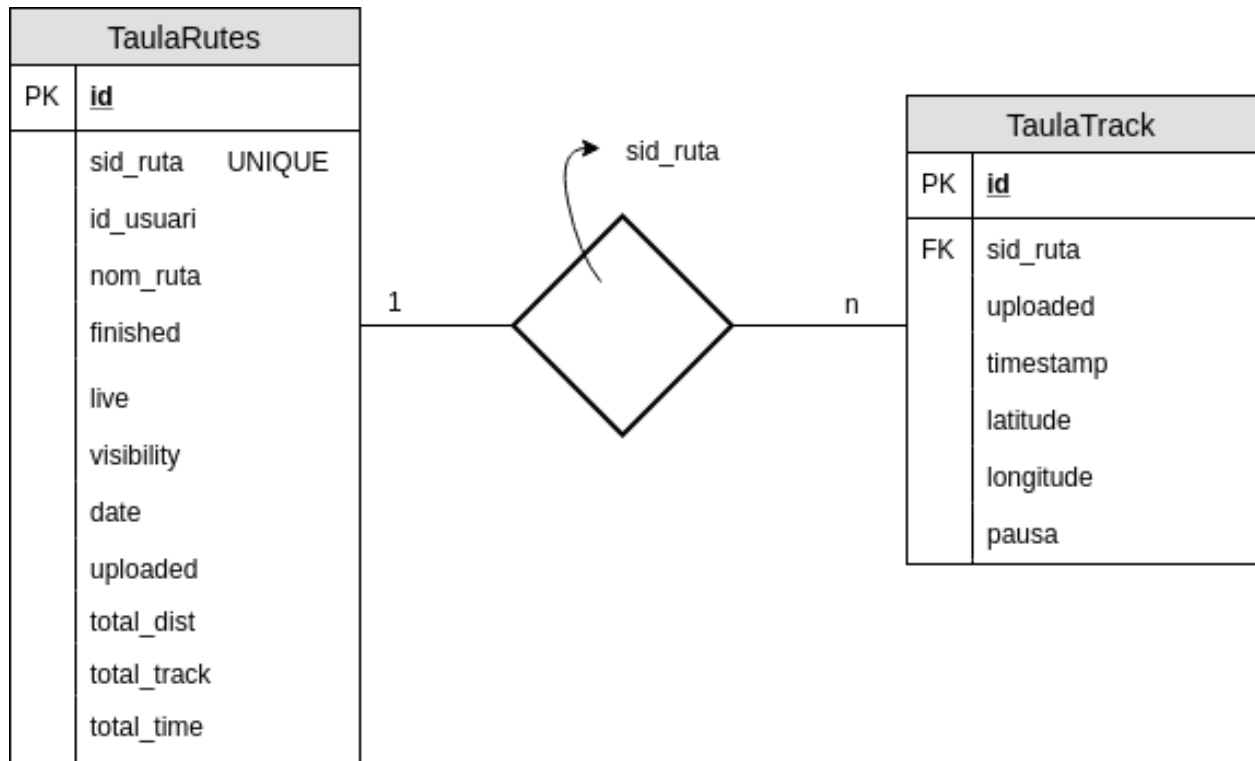 TaulaRutes
PK id
sid_ruta UNIQUE
id_usuari
nom_ruta
finished
live
visibility
date
uploaded
total_dist
total_track
total_time
1
sid_ruta
n
TaulaTrack
PK id
FK sid_ruta
uploaded
timestamp
latitude
longitude
pausa